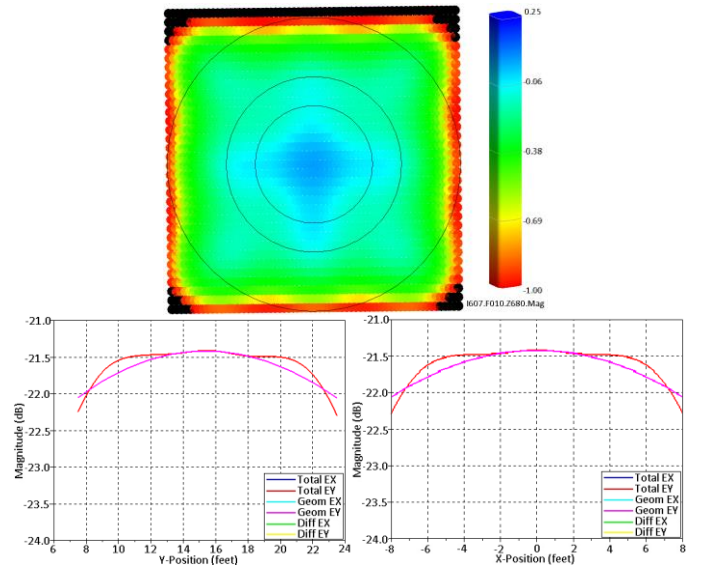 0.25
-0.06
-0.38
-0.69
-1.00
I607.F010.Z680.Mag
-21.0
-21.5
-22.0
-22.5
-23.0
-23.5
-24.0
Magnitude (dB)
Total EX
Total EY
Geom EX
Geom EY
Diff EX
Diff EY
6 8 10 12 14 16 18 20 22 24
Y-Position (feet)
-21.0
-21.5
-22.0
-22.5
-23.0
-23.5
-24.0
Magnitude (dB)
Total EX
Total EY
Geom EX
Geom EY
Diff EX
Diff EY
-8 -6 -4 -2 0 2 4 6 8
X-Position (feet)